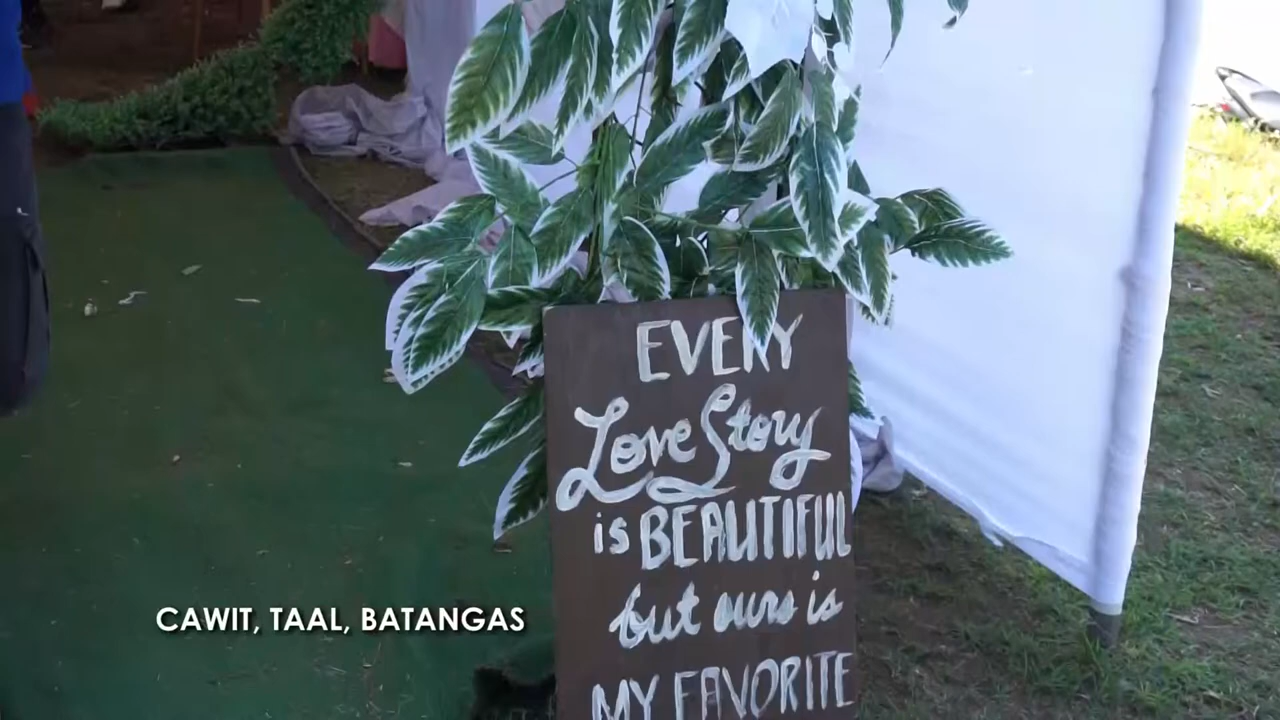 EVERY
Love Story
is BEAUTIFUL
but ours is
MY FAVORITE
CAWIT, TAAL, BATANGAS